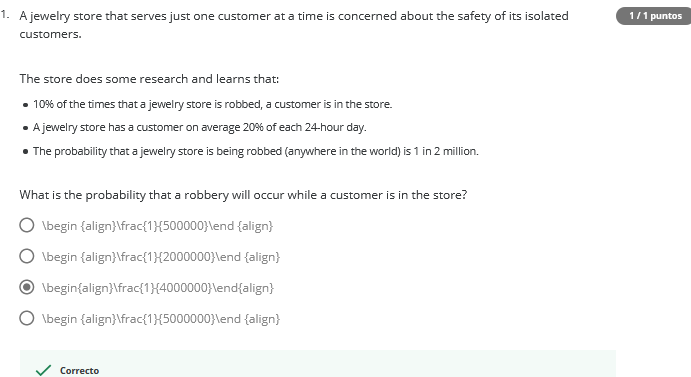 1. A jewelry store that serves just one customer at a time is concerned about the safety of its isolated
customers.
1 / 1 puntos
The store does some research and learns that:
• 10% of the times that a jewelry store is robbed, a customer is in the store.
• A jewelry store has a customer on average 20% of each 24-hour day.
• The probability that a jewelry store is being robbed (anywhere in the world) is 1 in 2 million.
What is the probability that a robbery will occur while a customer is in the store?
\begin {align}\frac{1}{500000}\end {align}
\begin {align}\frac{1}{2000000}\end {align}
\begin{align}\frac{1}{4000000}\end{align}
\begin {align}\frac{1}{5000000}\end {align}
Correcto